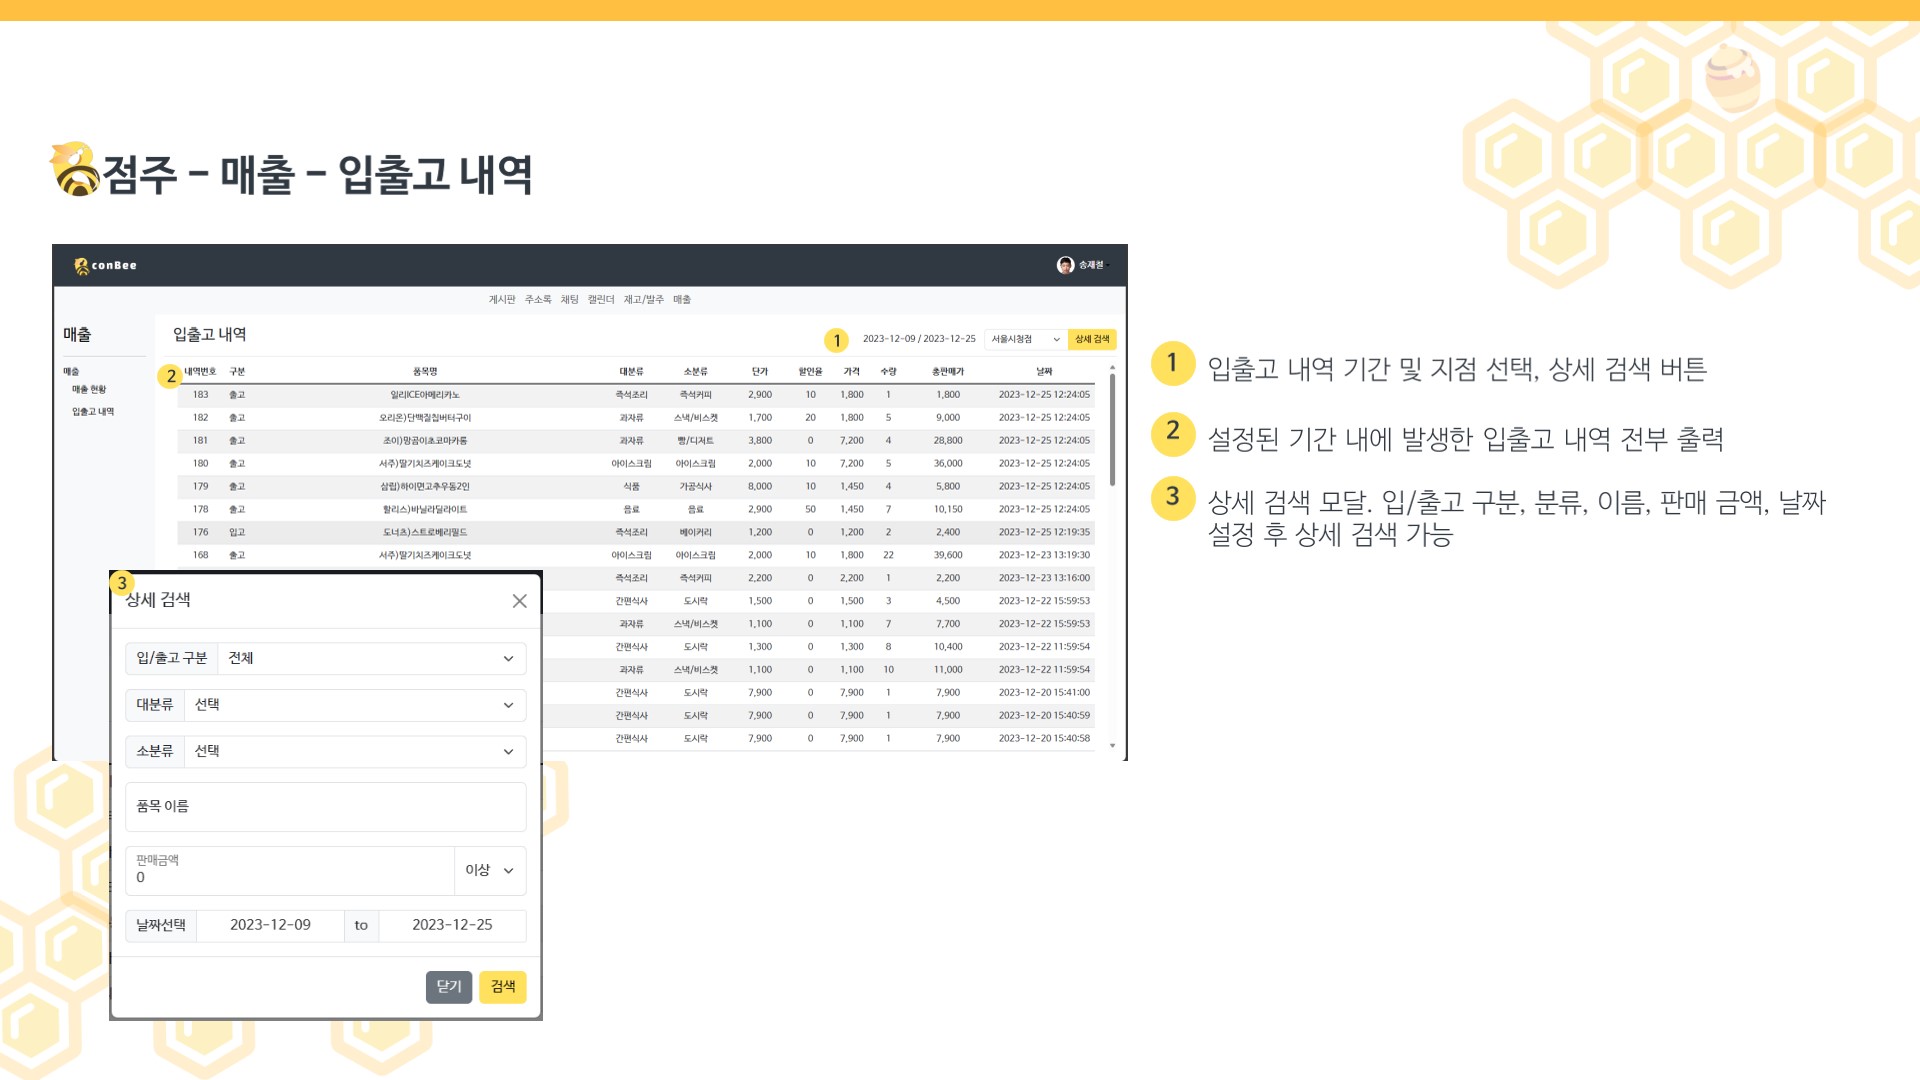 점주 - 매출 - 입출고 내역
conBee
송재철
게시판 주소록 채팅 캘린더 재고/발주 매출
매출
매출
매출 현황
입출고 내역
입출고 내역
1 2023-12-09 / 2023-12-25 서울시청점 상세 검색
2 내역번호 구분 품목명 대분류 소분류 단가 할인율 가격 수량 총판매가 날짜
183 출고 일리ICE아메리카노 즉석조리 즉석커피 2,900 10 1,800 1 1,800 2023-12-25 12:24:05
182 출고 오리온)단백질칩버터구이 과자류 스낵/비스켓 1,700 20 1,800 5 9,000 2023-12-25 12:24:05
181 출고 조이)망곰이초코마카롱 과자류 빵/디저트 3,800 0 7,200 4 28,800 2023-12-25 12:24:05
180 출고 서주)딸기치즈케이크도넛 아이스크림 아이스크림 2,000 10 7,200 5 36,000 2023-12-25 12:24:05
179 출고 삼립)하이면고추우동2인 식품 가공식사 8,000 10 1,450 4 5,800 2023-12-25 12:24:05
178 출고 할리스)바닐라딜라이트 음료 음료 2,900 50 1,450 7 10,150 2023-12-25 12:24:05
176 입고 도너츠)스트로베리필드 즉석조리 베이커리 1,200 0 1,200 2 2,400 2023-12-25 12:19:35
168 출고 서주)딸기치즈케이크도넛 아이스크림 아이스크림 2,000 10 1,800 22 39,600 2023-12-23 13:19:30
즉석조리 즉석커피 2,200 0 2,200 1 2,200 2023-12-23 13:16:00
간편식사 도시락 1,500 0 1,500 3 4,500 2023-12-22 15:59:53
과자류 스낵/비스켓 1,100 0 1,100 7 7,700 2023-12-22 15:59:53
간편식사 도시락 1,300 0 1,300 8 10,400 2023-12-22 11:59:54
과자류 스낵/비스켓 1,100 0 1,100 10 11,000 2023-12-22 11:59:54
간편식사 도시락 7,900 0 7,900 1 7,900 2023-12-20 15:41:00
간편식사 도시락 7,900 0 7,900 1 7,900 2023-12-20 15:40:59
간편식사 도시락 7,900 0 7,900 1 7,900 2023-12-20 15:40:58
3
상세 검색
입/출고 구분 전체
대분류 선택
소분류 선택
품목 이름
판매금액
0 이상
날짜선택 2023-12-09 to 2023-12-25
닫기 검색
1 입출고 내역 기간 및 지점 선택, 상세 검색 버튼
2 설정된 기간 내에 발생한 입출고 내역 전부 출력
3 상세 검색 모달. 입/출고 구분, 분류, 이름, 판매 금액, 날짜
설정 후 상세 검색 가능